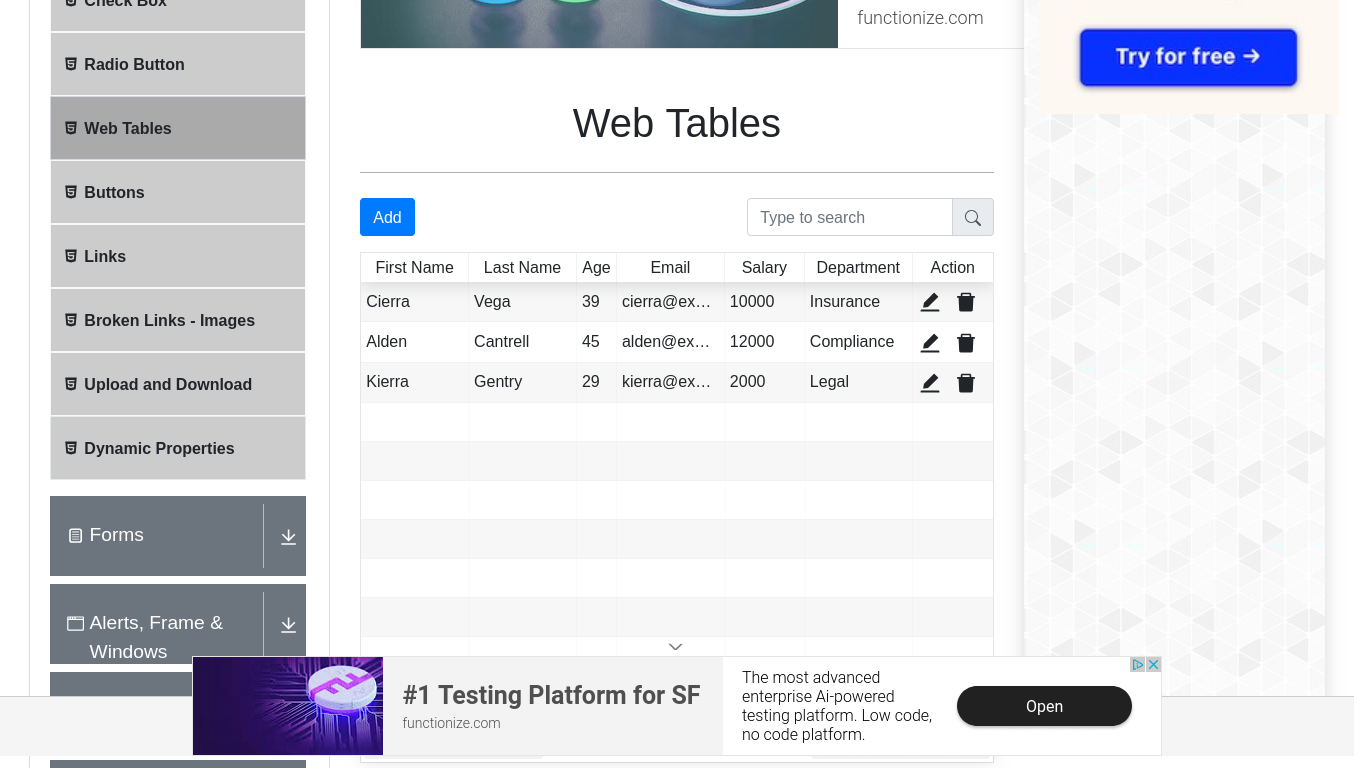 Check Box
Radio Button
Web Tables
Buttons
Links
Broken Links - Images
Upload and Download
Dynamic Properties
Forms
Alerts, Frame &
Windows
functionize.com
Web Tables
Add
Type to search
First Name Last Name Age Email Salary Department Action
Cierra Vega 39 cierra@ex… 10000 Insurance
Alden Cantrell 45 alden@ex… 12000 Compliance
Kierra Gentry 29 kierra@ex… 2000 Legal
Try for free →
#1 Testing Platform for SF
functionize.com
The most advanced
enterprise Ai-powered
testing platform. Low code,
no code platform.
Open